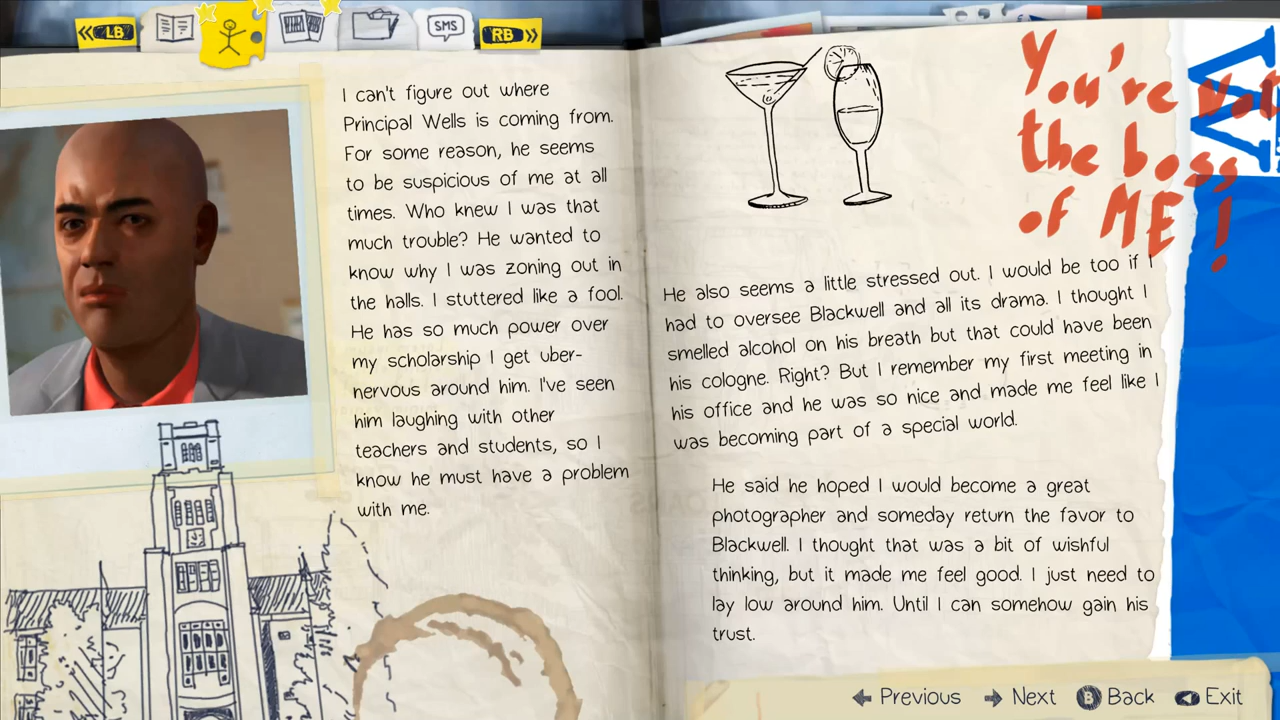 LB
SMS
RB
I can't figure out where
Principal Wells is coming from.
For some reason, he seems
to be suspicious of me at all
times. Who knew I was that
much trouble? He wanted to
know why I was zoning out in
the halls. I stuttered like a fool.
He has so much power over
my scholarship I get uber-
nervous around him. I've seen
him laughing with other
teachers and students, so I
know he must have a problem
with me.
You're not
the boss
of ME!
W
He also seems a little stressed out. I would be too if I
had to oversee Blackwell and all its drama. I thought I
smelled alcohol on his breath but that could have been
his cologne. Right? But I remember my first meeting in
his office and he was so nice and made me feel like I
was becoming part of a special world.
He said he hoped I would become a great
photographer and someday return the favor to
Blackwell. I thought that was a bit of wishful
thinking, but it made me feel good. I just need to
lay low around him. Until I can somehow gain his
trust.
Previous
Next
B Back
Exit